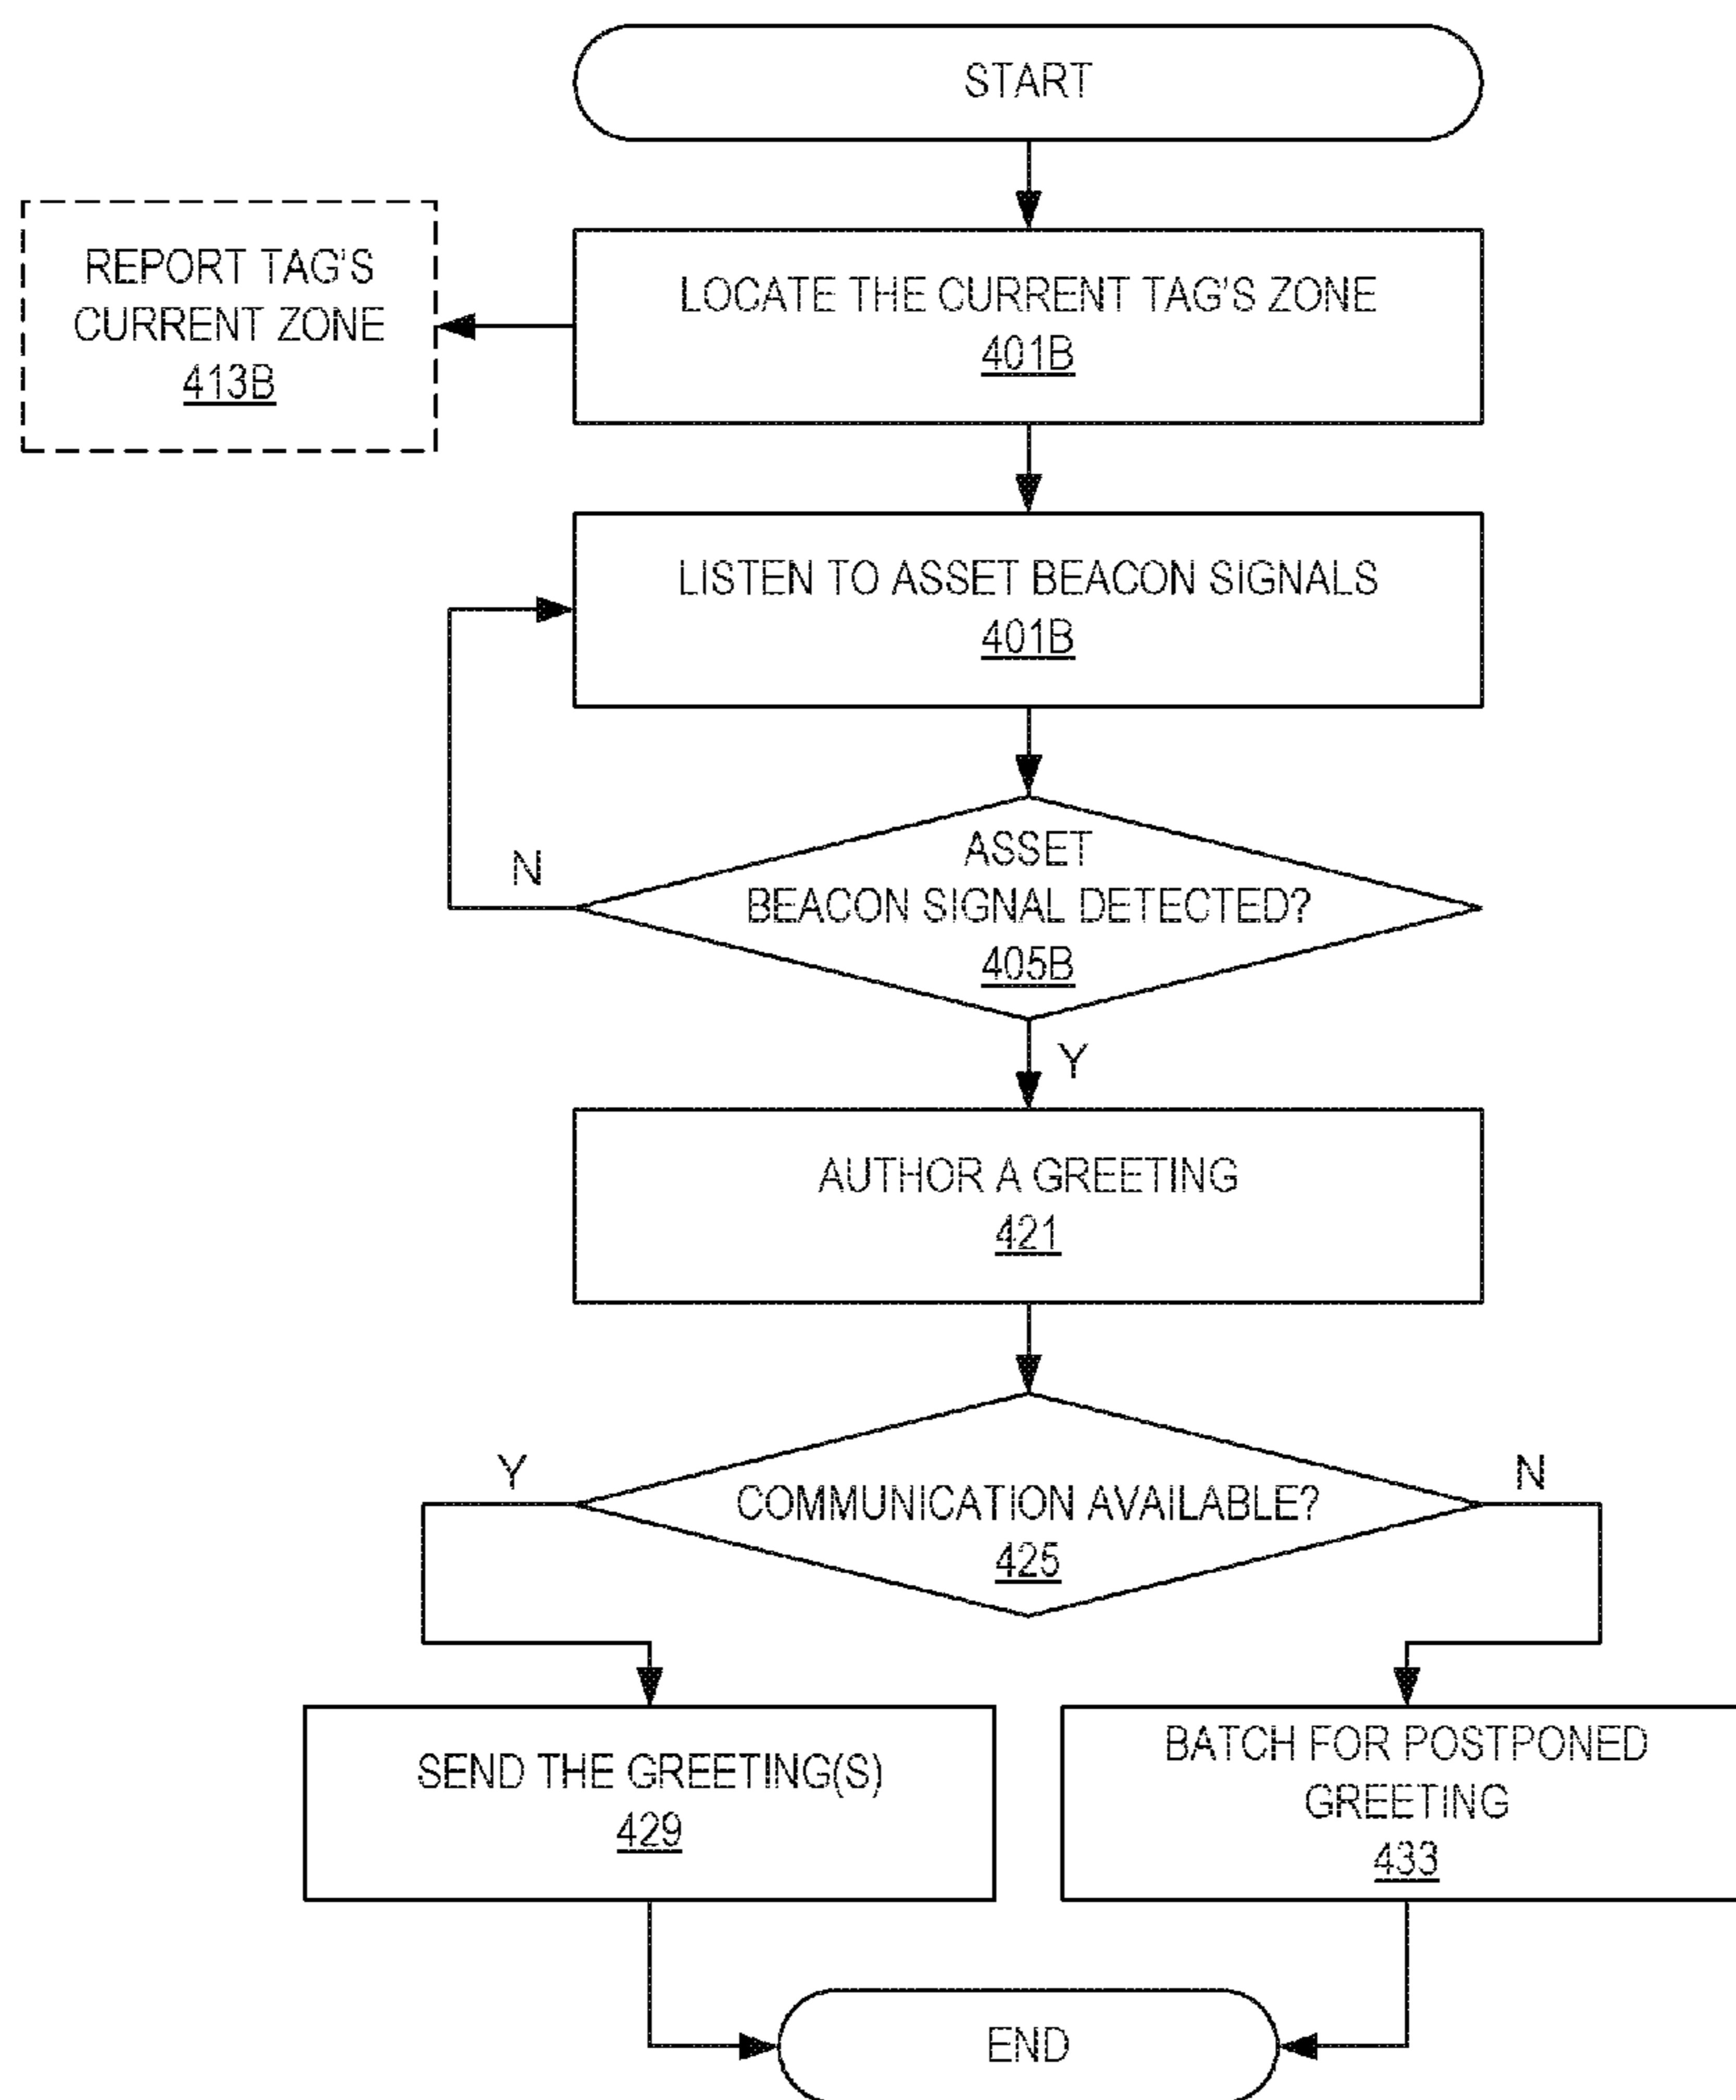 START
REPORT TAG'S
CURRENT ZONE
413B
LOCATE THE CURRENT TAG'S ZONE
401B
LISTEN TO ASSET BEACON SIGNALS
401B
ASSET
BEACON SIGNAL DETECTED?
405B
N
Y
AUTHOR A GREETING
421
COMMUNICATION AVAILABLE?
425
Y
N
SEND THE GREETING(S)
429
BATCH FOR POSTPONED
GREETING
433
END